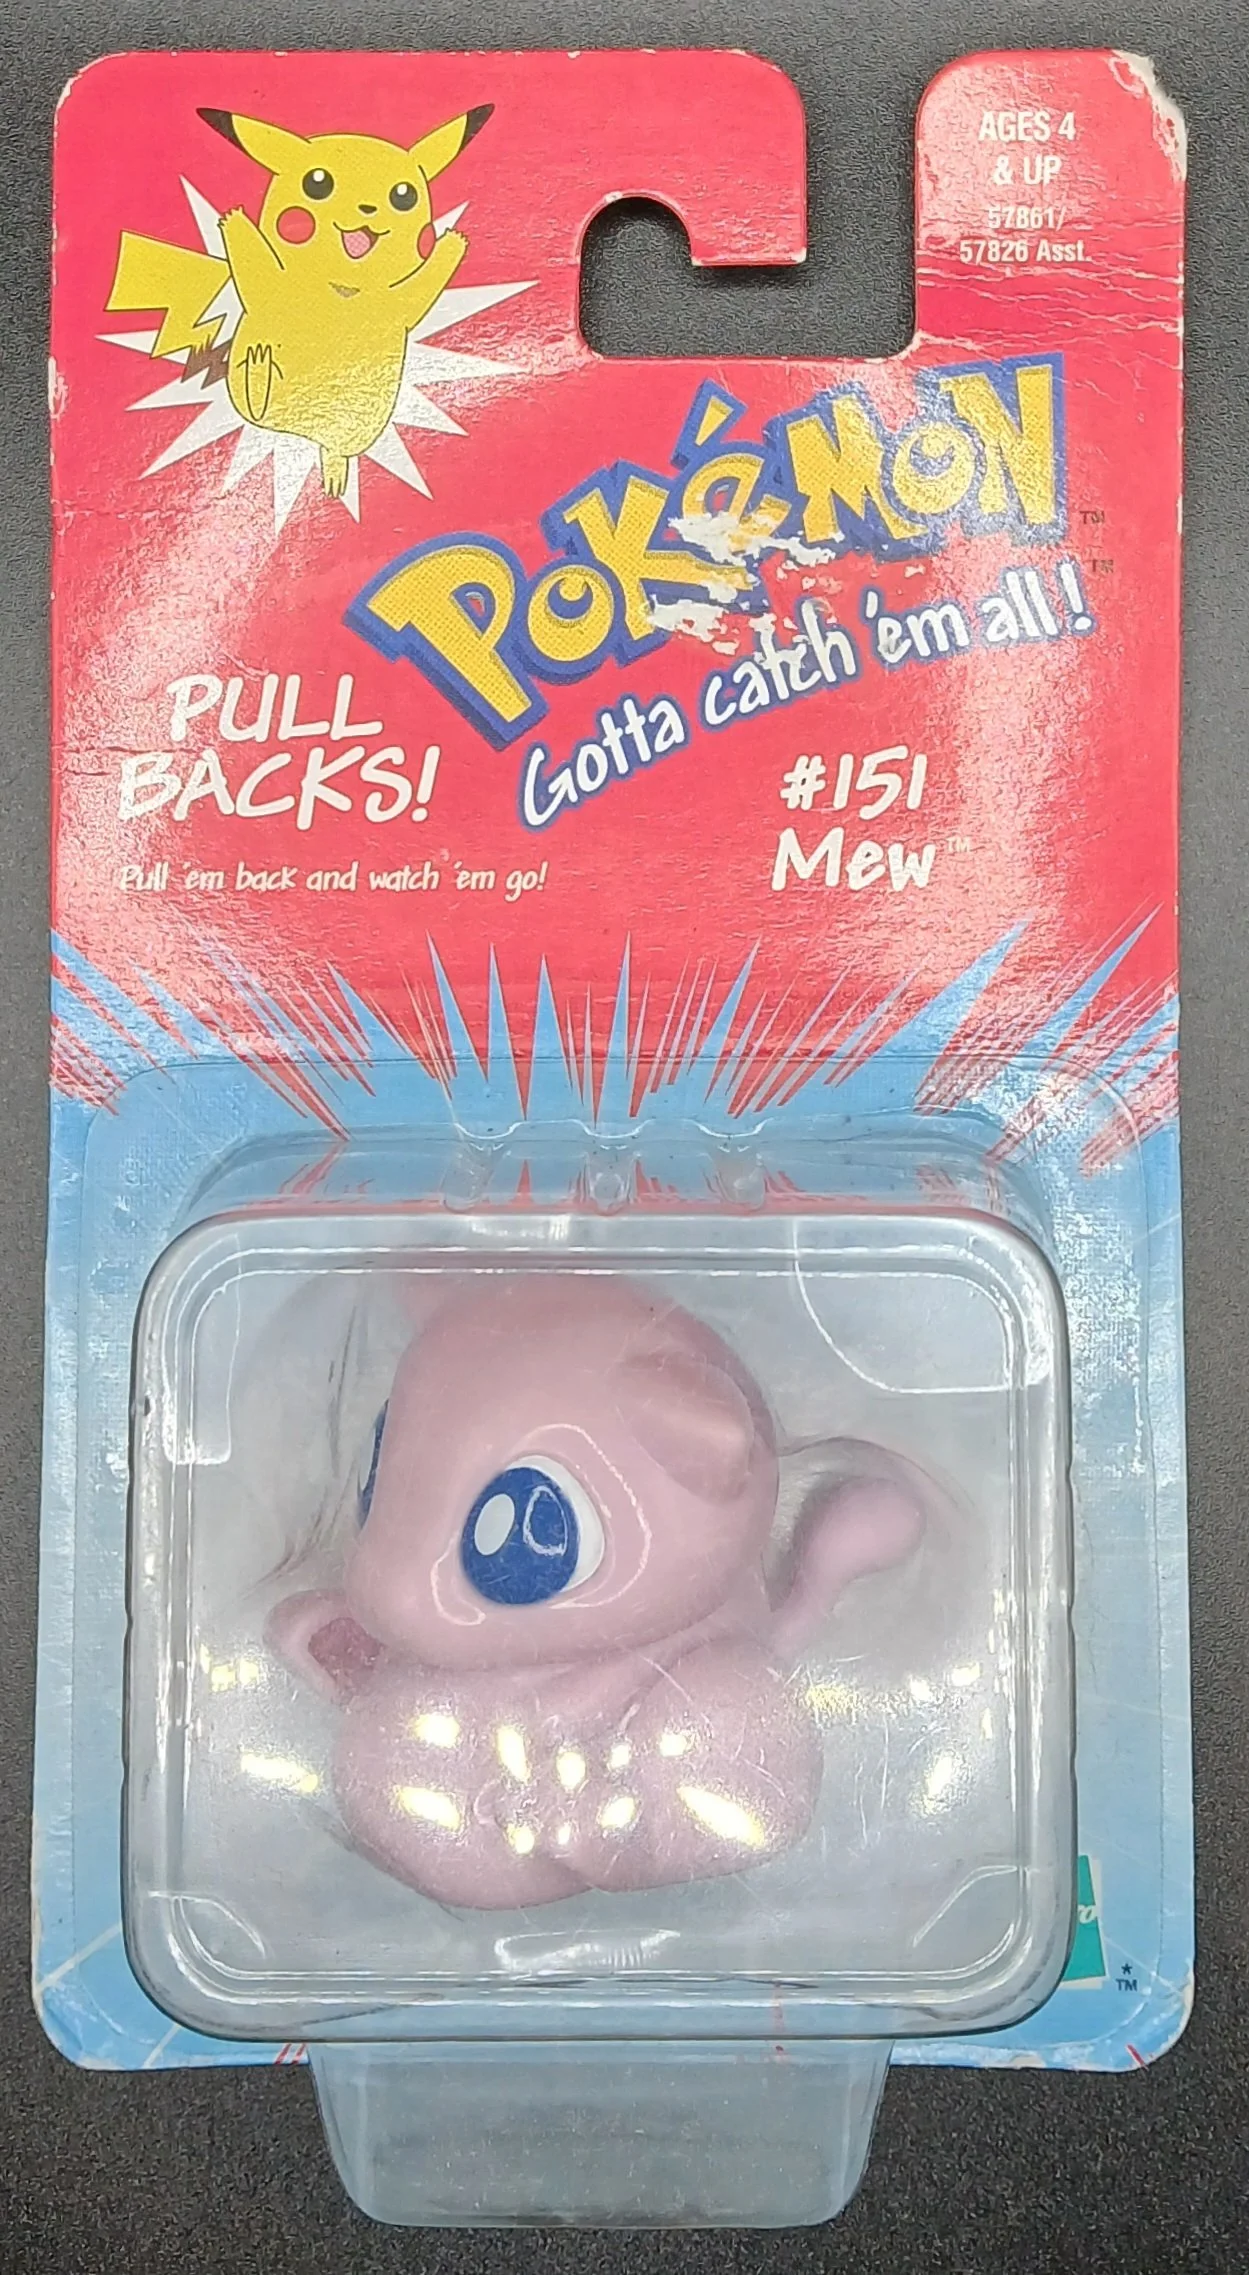 AGES 4
& UP
57861/
57826 Asst.
POKéMON
TM
TM
Gotta catch 'em all!
PULL
BACKS!
Pull 'em back and watch 'em go!
#151
Mew TM
*
TM